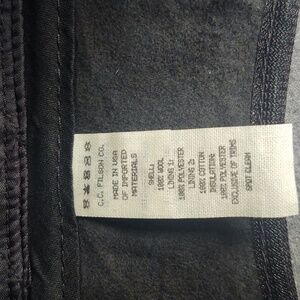 C.C. FILSON CO.
MADE IN USA
OF IMPORTED
MATERIALS
SHELL:
100% WOOL
LINING 1:
100% POLYESTER
LINING 2:
100% COTTON
INSULATION:
100% POLYESTER
EXCLUSIVE OF TRIMS
SPOT CLEAN